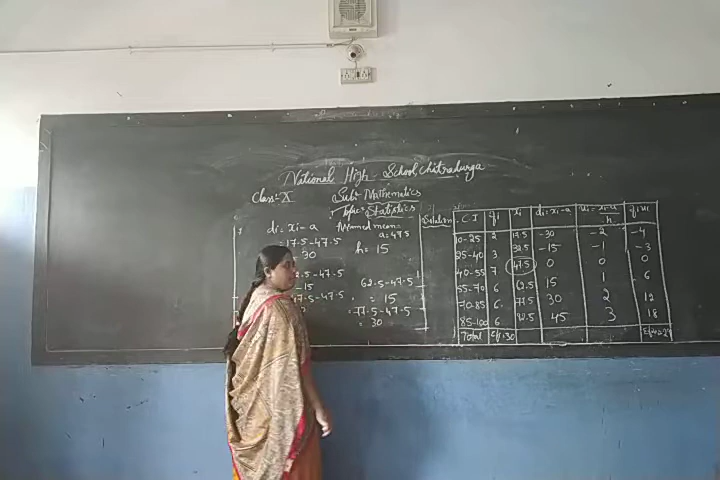 National High School, Chitradurga
Class: X Sub: Mathematics
Topic: Statistics
di = xi - a Assumed mean
a = 47.5
= 17.5 - 47.5 h = 15
= 30
62.5 - 47.5
- 15
= 15
47.5 - 47.5
= 77.5 - 47.5
= 30
Solution
C.I fi xi di = xi - a ui = xi - a / h fiui
10-25 2 17.5 -30 -2 -4
25-40 3 32.5 -15 -1 -3
40-55 7 47.5 0 0 0
55-70 6 62.5 15 1 6
70-85 6 77.5 30 2 12
85-100 6 92.5 45 3 18
Total Σfi = 30